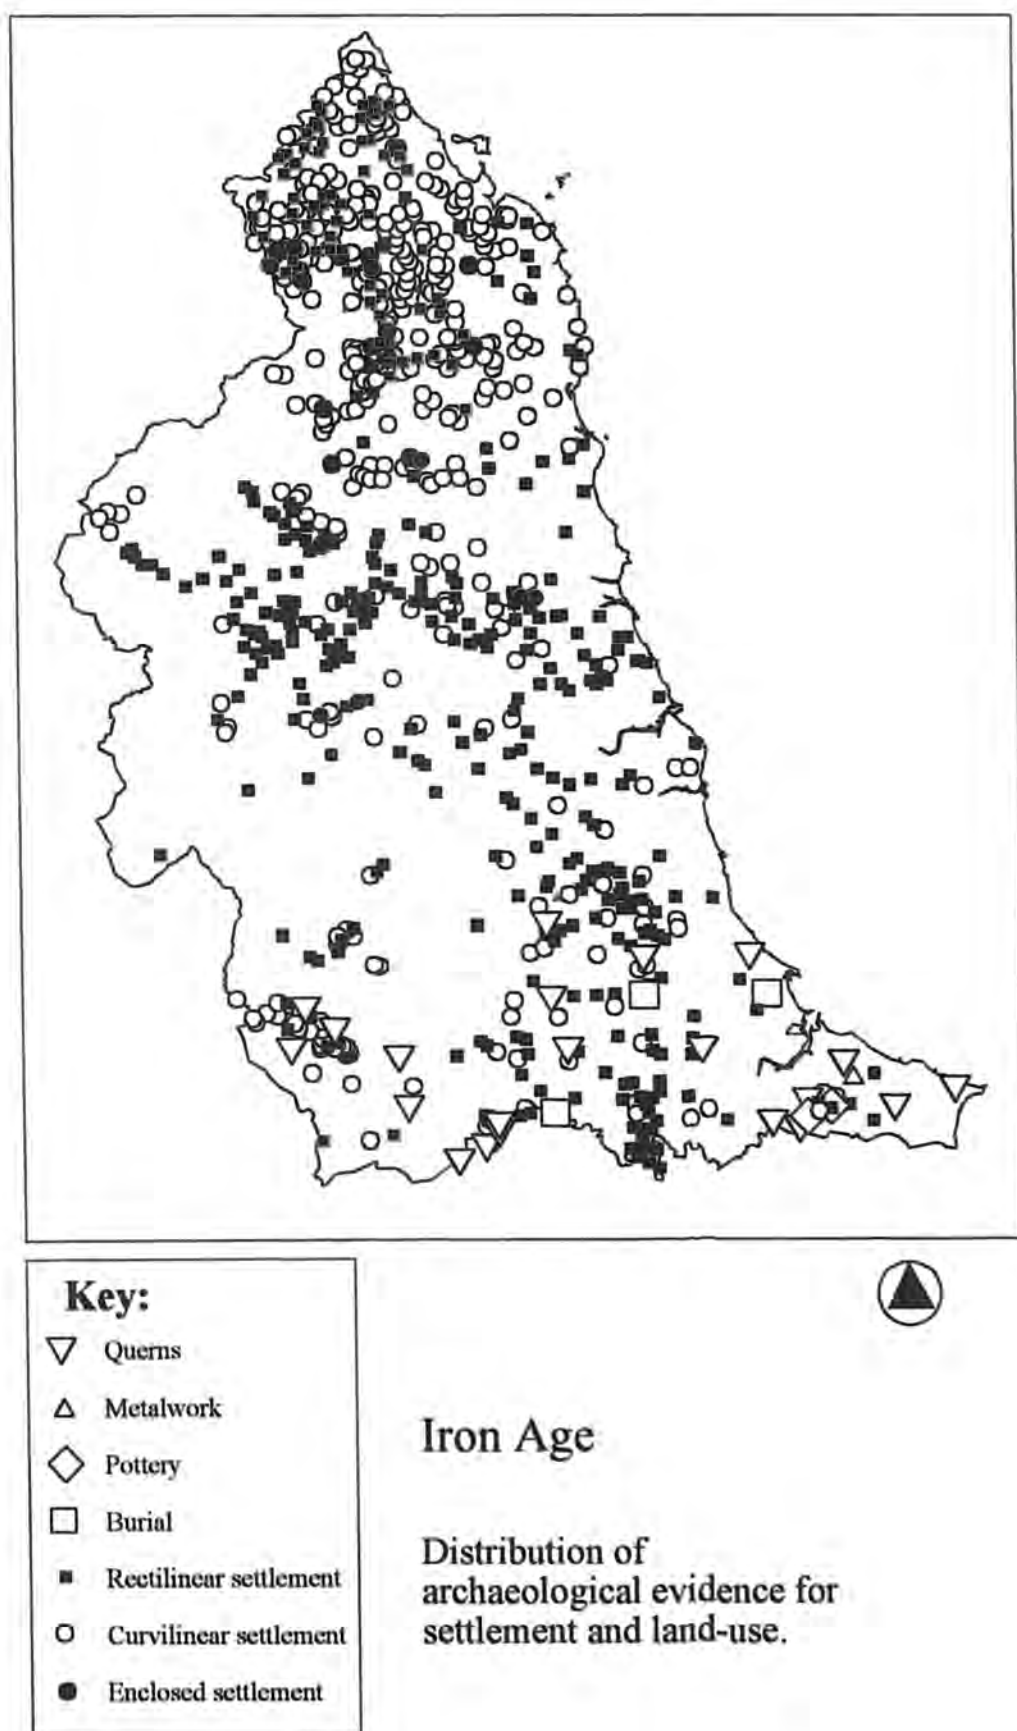 Key:
Querns
Metalwork
Pottery
Burial
Rectilinear settlement
Curvilinear settlement
Enclosed settlement
Iron Age
Distribution of
archaeological evidence for
settlement and land-use.